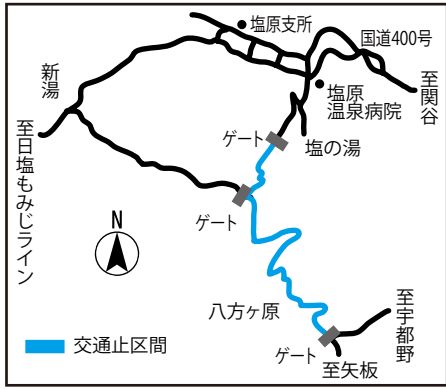 塩原支所
国道400号
新湯
塩原
温泉病院
至関谷
ゲート
塩の湯
至日塩もみじライン
ゲート
N
八方ヶ原
至宇都野
交通止区間
ゲート
至矢板